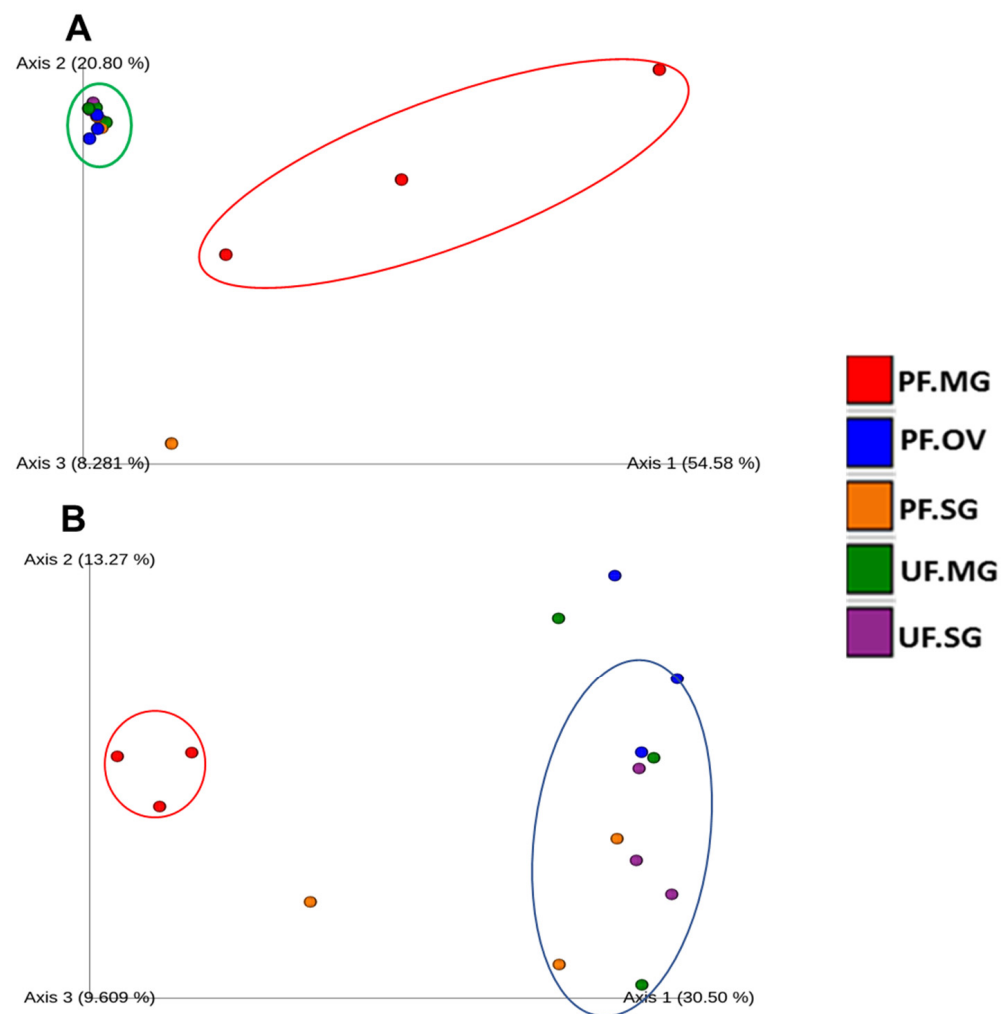 A
Axis 2 (20.80 %)
Axis 3 (8.281 %)
Axis 1 (54.58 %)
PF.MG
PF.OV
PF.SG
UF.MG
UF.SG
B
Axis 2 (13.27 %)
Axis 3 (9.609 %)
Axis 1 (30.50 %)